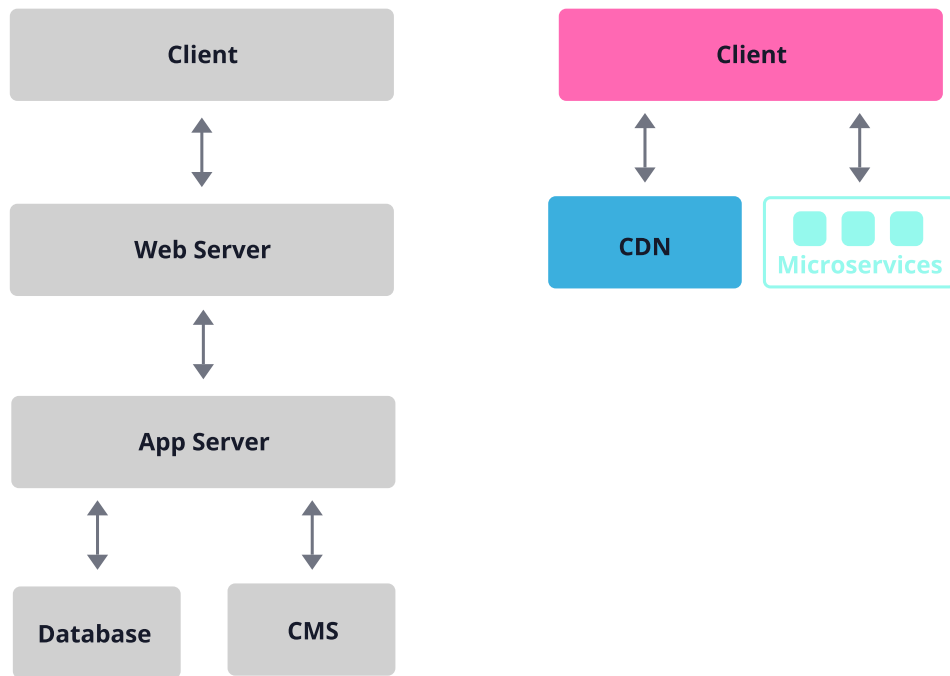 Client
Web Server
App Server
Database
CMS
Client
CDN
Microservices